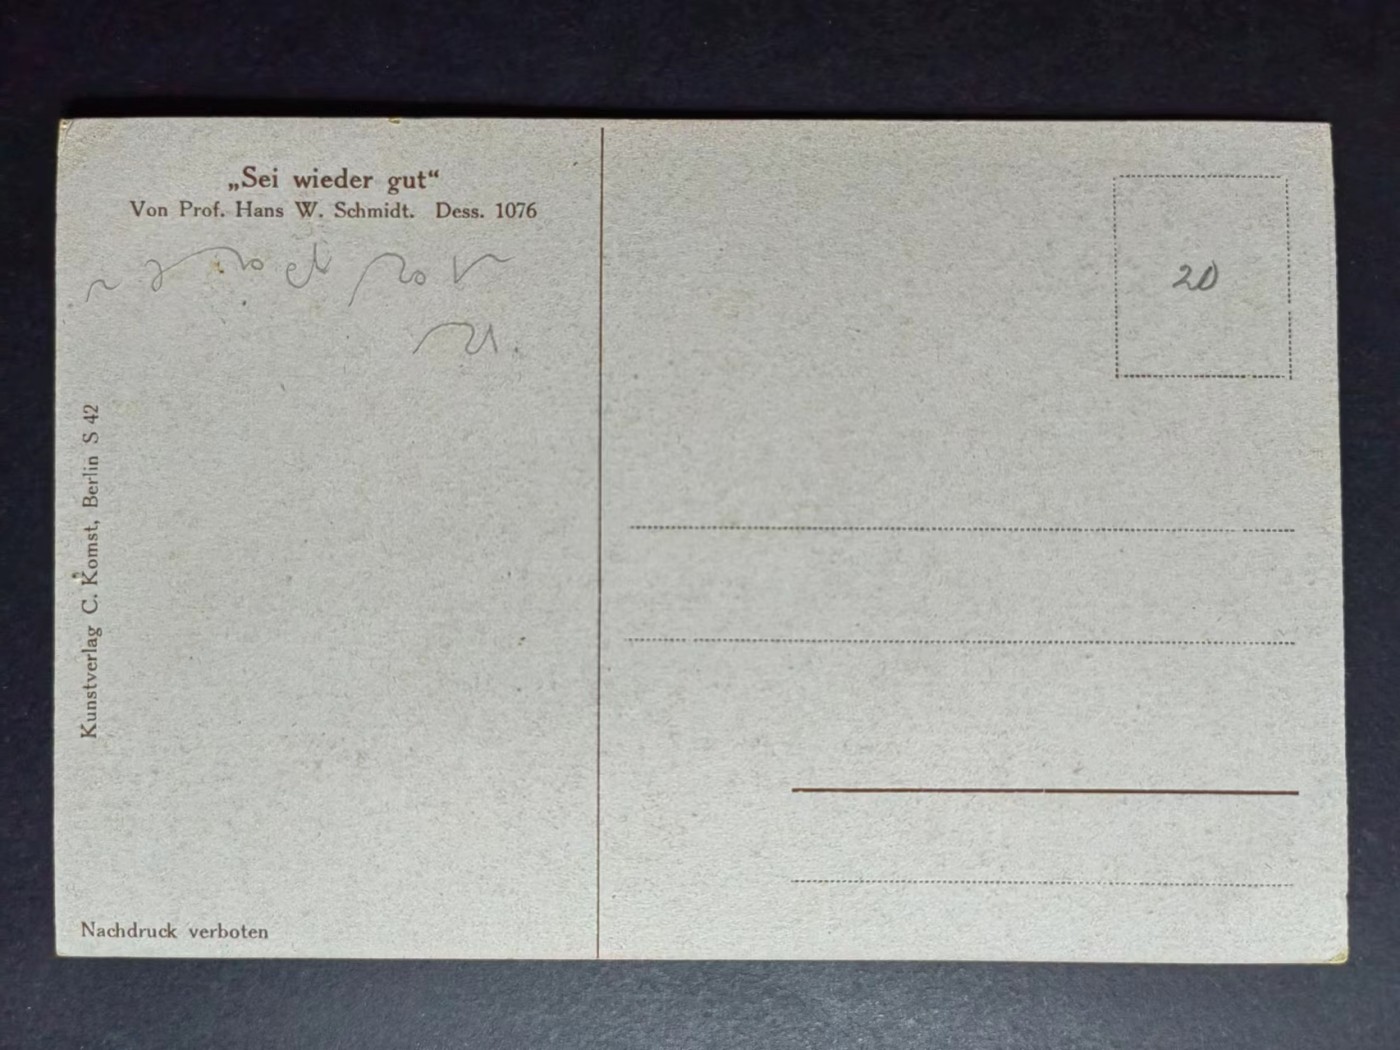 „Sei wieder gut“
Von Prof. Hans W. Schmidt. Dess. 1076
Kunstverlag C. Komst, Berlin S 42
Nachdruck verboten
20